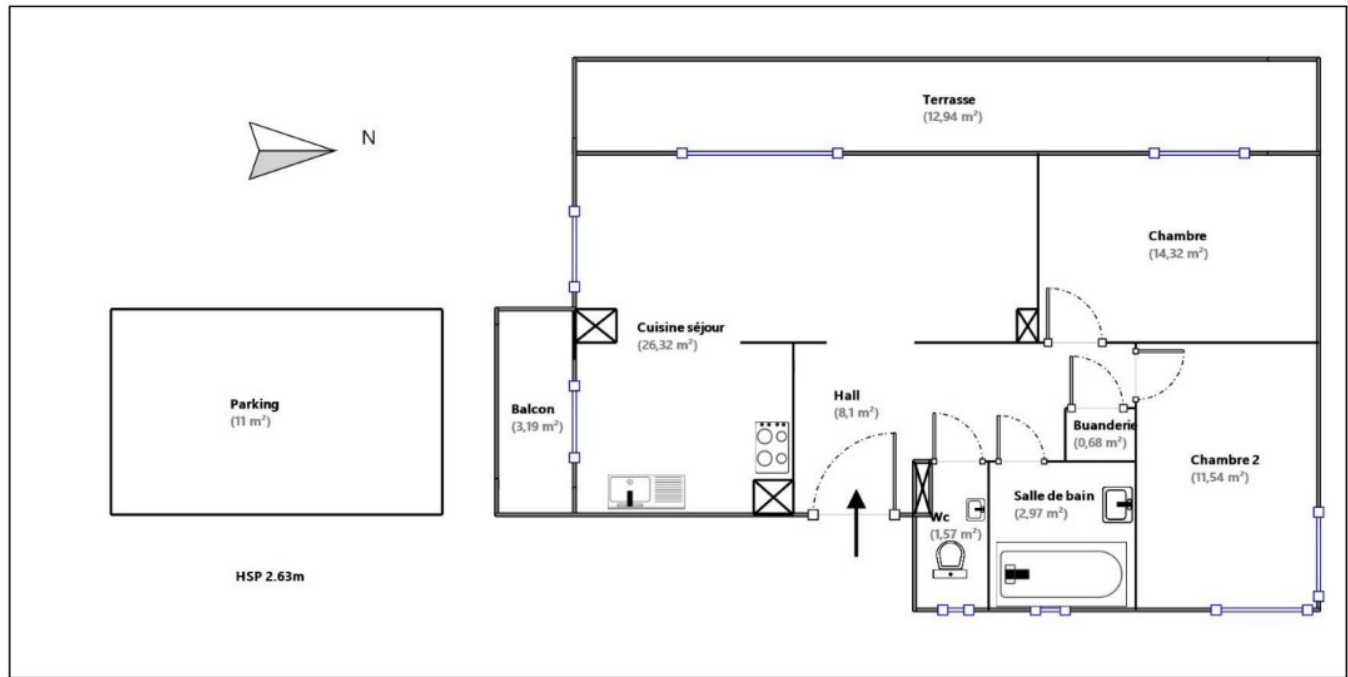 Terrasse
(12,94 m²)
N
Chambre
(14,32 m²)
Cuisine séjour
(26,32 m²)
Parking
(11 m²)
Balcon
(3,19 m²)
Hall
(8,1 m²)
Buanderie
(0,68 m²)
Chambre 2
(11,54 m²)
Salle de bain
(2,97 m²)
Wc
(1,57 m²)
HSP 2.63m